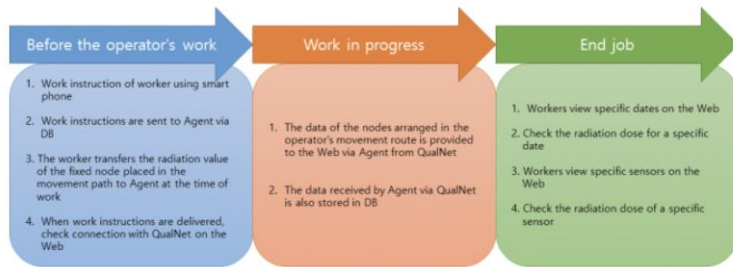 Before the operator's work
1. Work instruction of worker using smart
phone
2. Work instructions are sent to Agent via
DB
3. The worker transfers the radiation value
of the fixed node placed in the
movement path to Agent at the time of
work
4. When work instructions are delivered,
check connection with QualNet on the
Web
Work in progress
1. The data of the nodes arranged in the
operator's movement route is provided
to the Web via Agent from QualNet
2. The data received by Agent via QualNet
is also stored in DB
End job
1. Workers view specific dates on the Web
2. Check the radiation dose for a specific
date
3. Workers view specific sensors on the
Web
4. Check the radiation dose of a specific
sensor